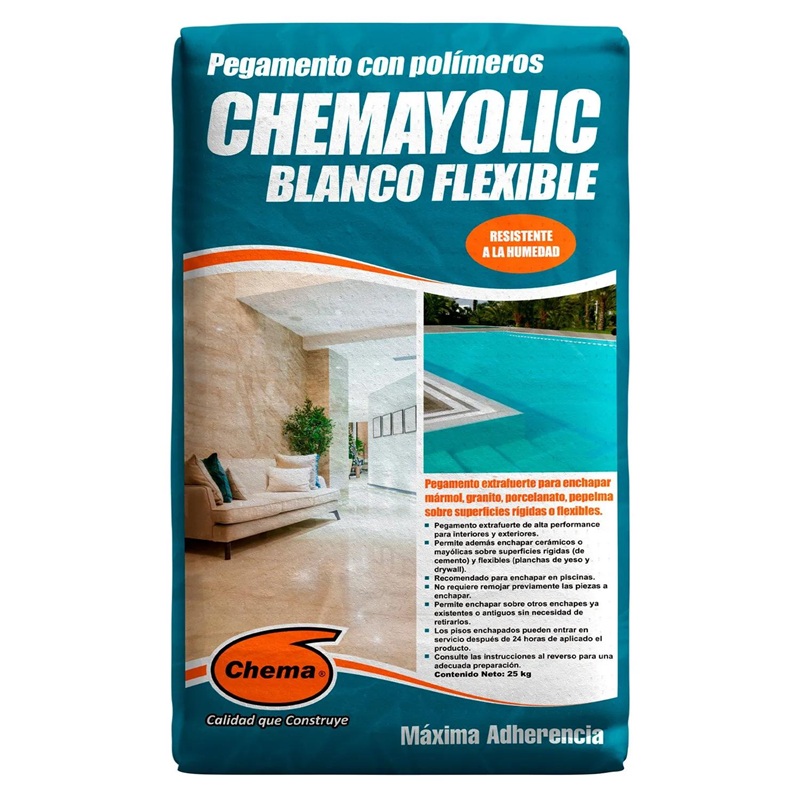 Pegamento con polímeros
CHEMAYOLIC
BLANCO FLEXIBLE
RESISTENTE
A LA HUMEDAD
Pegamento extrafuerte para enchapar
mármol, granito, porcelanato, pepelma
sobre superficies rígidas o flexibles.
Pegamento extrafuerte de alta performance
para interiores y exteriores.
Permite además enchapar cerámicos o
mayólicas sobre superficies rígidas (de
cemento) y flexibles (planchas de yeso y
drywall).
Recomendado para enchapar en piscinas.
No requiere remojar previamente las piezas a
enchapar.
Permite enchapar sobre otros enchapes ya
existentes o antiguos sin necesidad de
retirarlos.
Los pisos enchapados pueden entrar en
servicio después de 24 horas de aplicado el
producto.
Consulte las instrucciones al reverso para una
adecuada preparación.
Contenido Neto: 25 kg
Chema®
Calidad que Construye
Máxima Adherencia